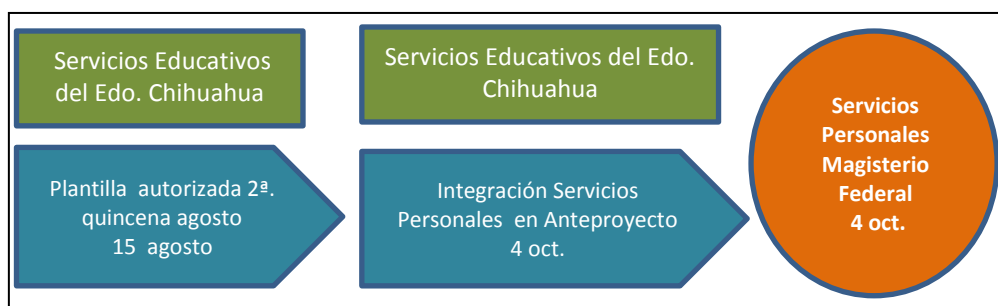 Servicios Educativos
del Edo. Chihuahua
Plantilla autorizada 2ª.
quincena agosto
15 agosto
Servicios Educativos del Edo.
Chihuahua
Integración Servicios
Personales en Anteproyecto
4 oct.
Servicios
Personales
Magisterio
Federal
4 oct.